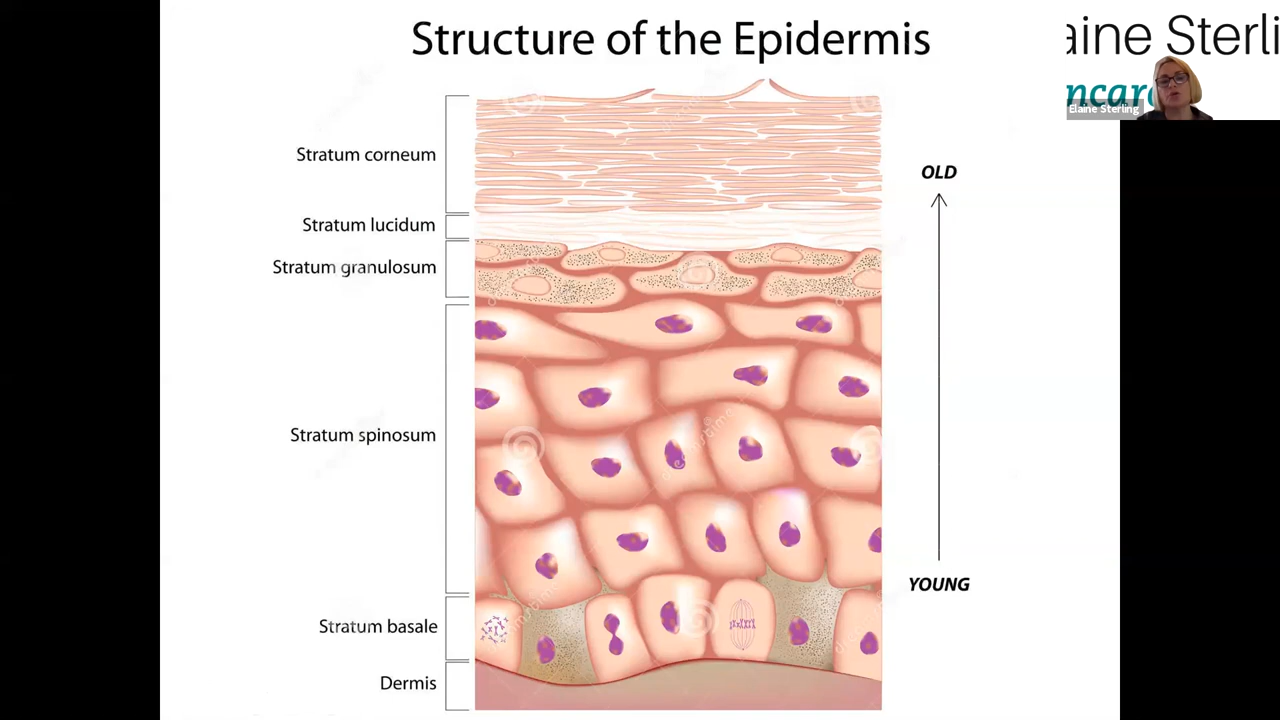 Structure of the Epidermis
aine Sterli
ncar
Elaine Sterling
Stratum corneum
OLD
Stratum lucidum
Stratum granulosum
Stratum spinosum
YOUNG
Stratum basale
Dermis
dreamstime